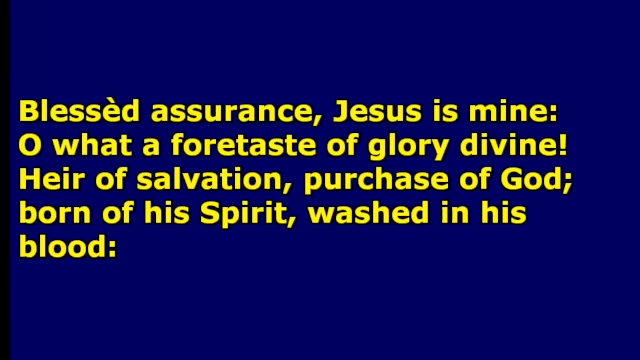 Blessèd assurance, Jesus is mine:
O what a foretaste of glory divine!
Heir of salvation, purchase of God;
born of his Spirit, washed in his
blood: